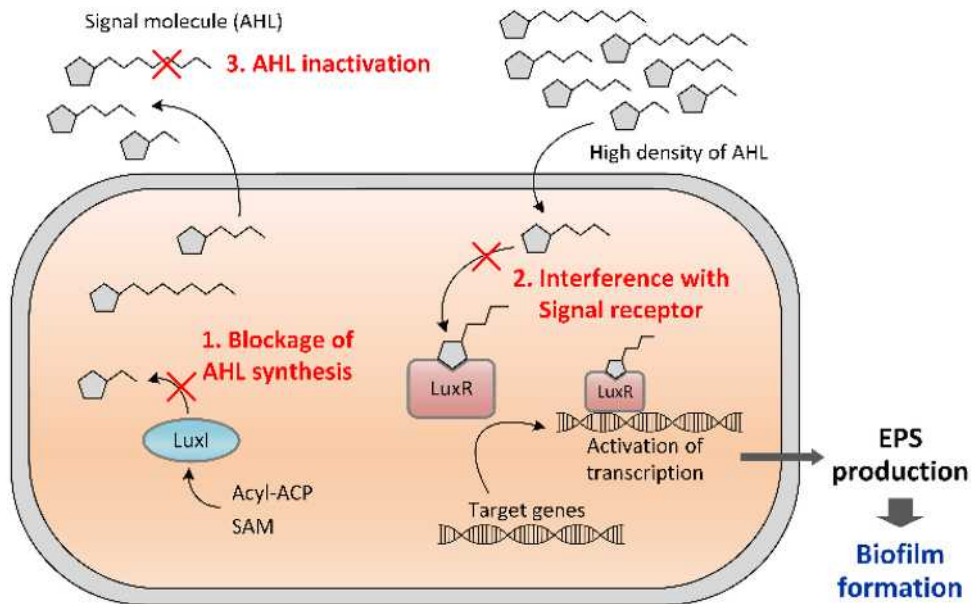 Signal molecule (AHL)
3. AHL inactivation
High density of AHL
2. Interference with
Signal receptor
1. Blockage of
AHL synthesis
LuxR
LuxR
LuxI
Activation of
transcription
EPS
production
Acyl-ACP
SAM
Target genes
Biofilm
formation